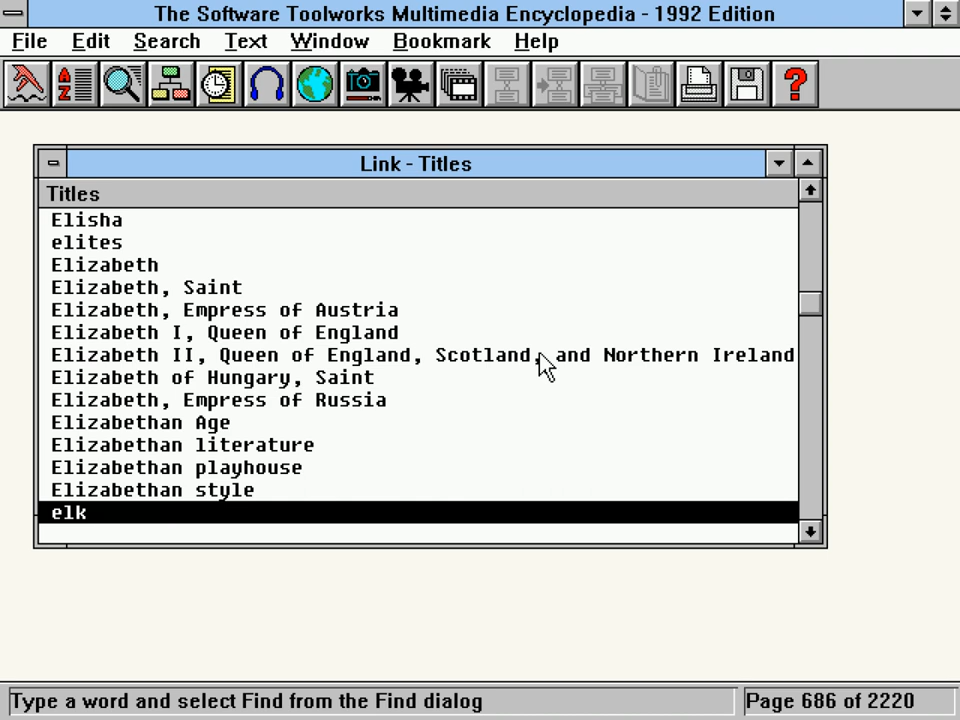 The Software Toolworks Multimedia Encyclopedia - 1992 Edition
File Edit Search Text Window Bookmark Help
A Z ?
Link - Titles
Titles
Elisha
elites
Elizabeth
Elizabeth, Saint
Elizabeth, Empress of Austria
Elizabeth I, Queen of England
Elizabeth II, Queen of England, Scotland, and Northern Ireland
Elizabeth of Hungary, Saint
Elizabeth, Empress of Russia
Elizabethan Age
Elizabethan literature
Elizabethan playhouse
Elizabethan style
elk
Type a word and select Find from the Find dialog Page 686 of 2220